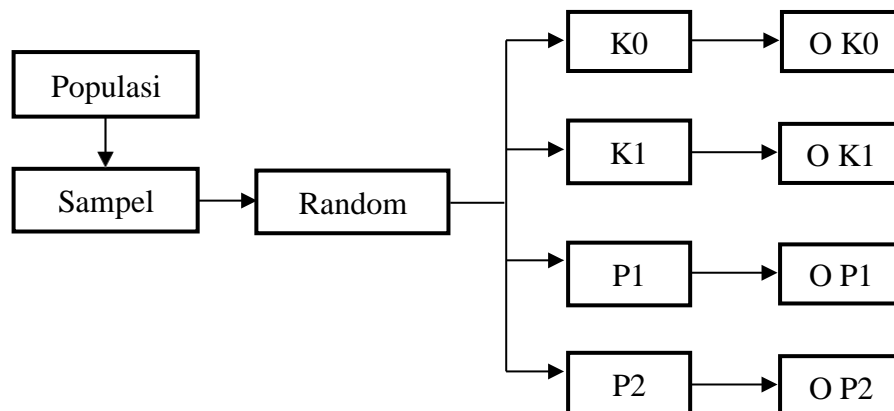 Populasi
Sampel
Random
K0
O K0
K1
O K1
P1
O P1
P2
O P2